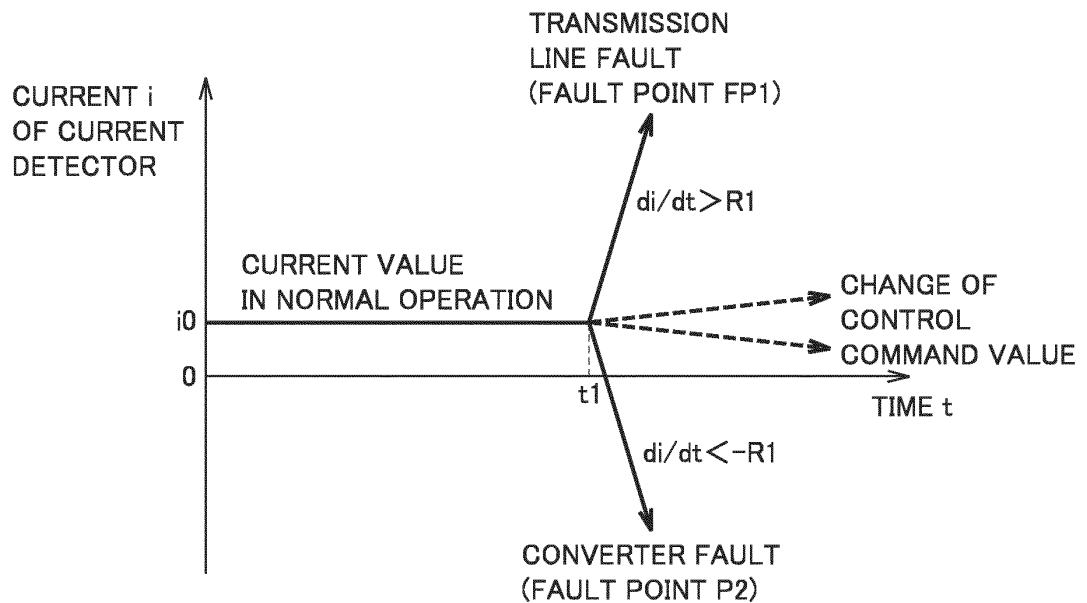 TRANSMISSION
LINE FAULT
(FAULT POINT FP1)
CURRENT i
OF CURRENT
DETECTOR
di/dt>R1
CURRENT VALUE
IN NORMAL OPERATION
CHANGE OF
CONTROL
COMMAND VALUE
i0
0
t1
TIME t
di/dt<-R1
CONVERTER FAULT
(FAULT POINT P2)